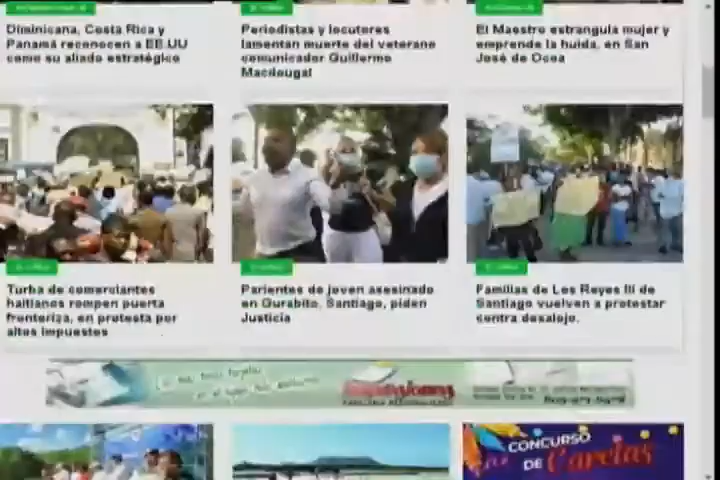 Diminicana, Costa Rica y
Panamá reconocen a EE.UU
como su aliado estratégico
Periodistas y locutores
lamentan muerte del veterano
comunicador Guillermo
Macdougal
El Maestro estrangula mujer y
emprende la huida, en San
José de Ocoa
Turba de comerciantes
haitianos rompen puerta
fronteriza, en protesta por
altos impuestos
Parientes de joven asesinado
en Gurabito, Santiago, piden
Justicia
Familias de Los Reyes III de
Santiago vuelven a protestar
contra desalojo.
CONCURSO
DE Caretas